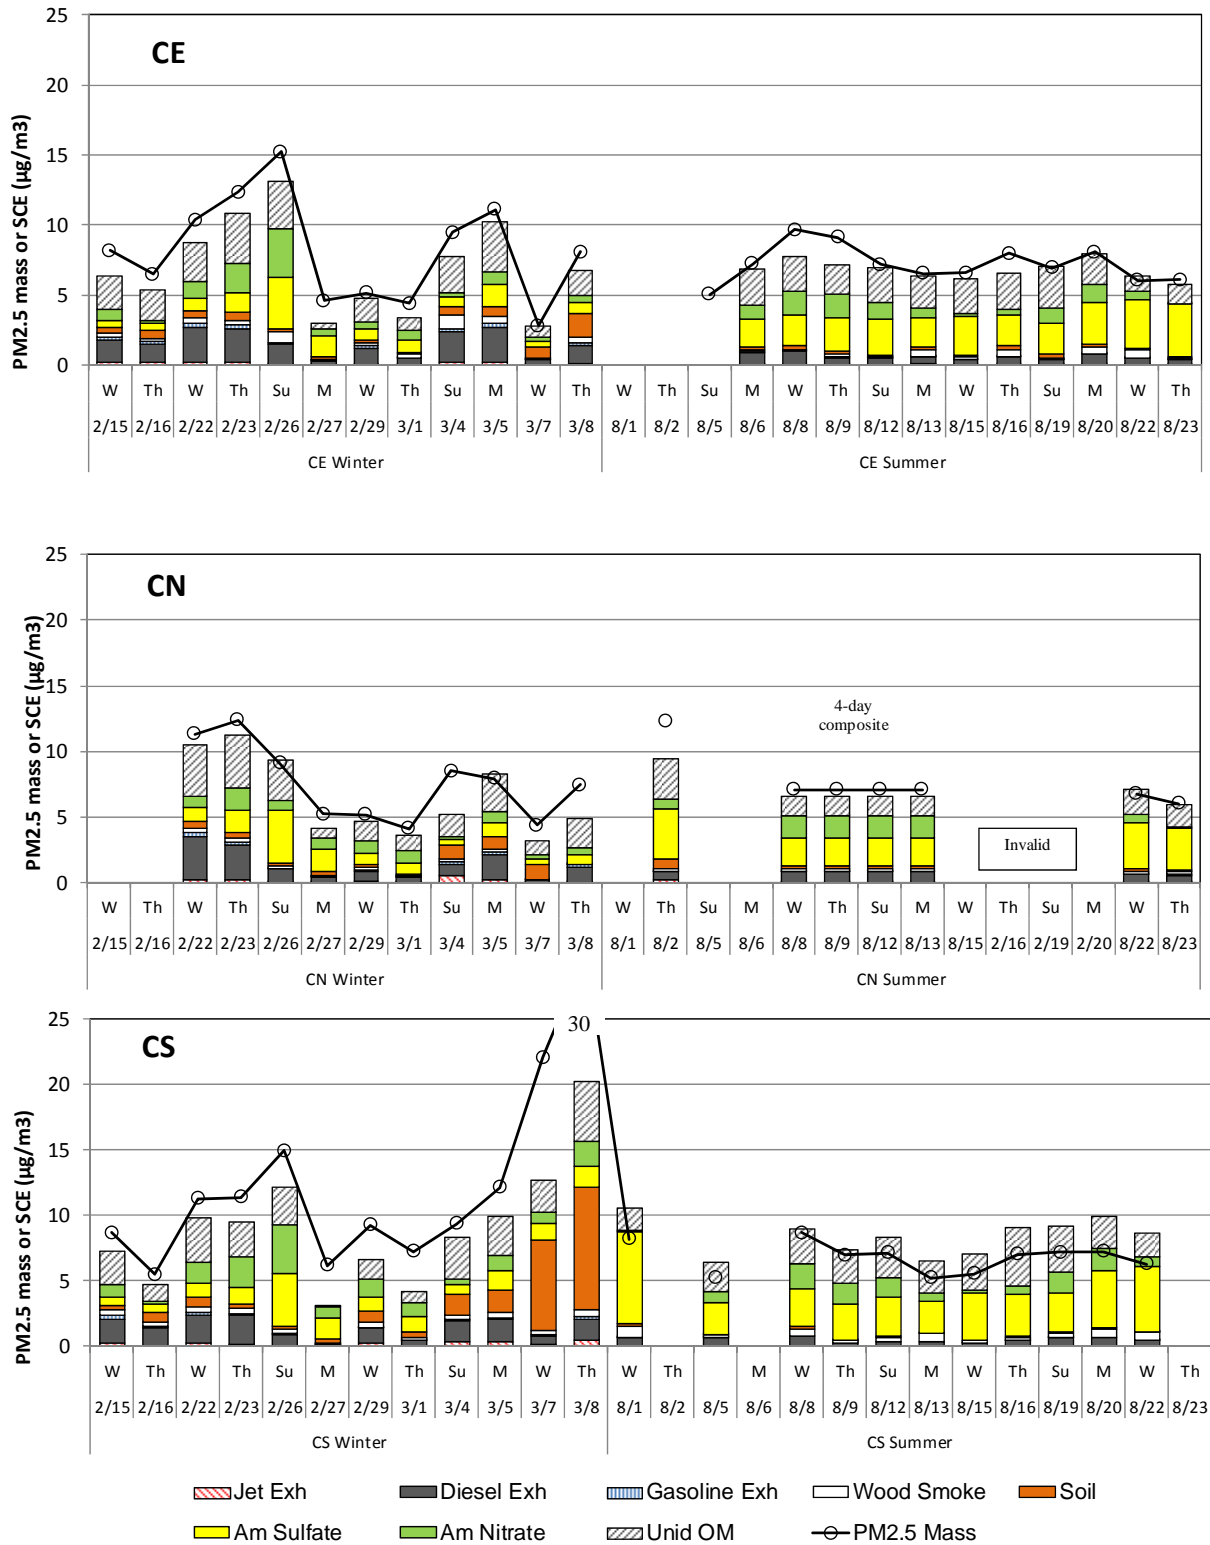 CE
PM2.5 mass or SCE (µg/m3)
25
20
15
10
5
0
W Th W Th Su M W Th Su M W Th W Th Su M W Th Su M W Th Su M W Th
2/15 2/16 2/22 2/23 2/26 2/27 2/29 3/1 3/4 3/5 3/7 3/8 8/1 8/2 8/5 8/6 8/8 8/9 8/12 8/13 8/15 8/16 8/19 8/20 8/22 8/23
CE Winter CE Summer
CN
PM2.5 mass or SCE (µg/m3)
25
20
15
10
5
0
4-day
composite
Invalid
W Th W Th Su M W Th Su M W Th W Th Su M W Th Su M W Th Su M W Th
2/15 2/16 2/22 2/23 2/26 2/27 2/29 3/1 3/4 3/5 3/7 3/8 8/1 8/2 8/5 8/6 8/8 8/9 8/12 8/13 8/15 2/16 2/19 2/20 8/22 8/23
CN Winter CN Summer
CS
PM2.5 mass or SCE (µg/m3)
25
20
15
10
5
0
30
W Th W Th Su M W Th Su M W Th W Th Su M W Th Su M W Th Su M W Th
2/15 2/16 2/22 2/23 2/26 2/27 2/29 3/1 3/4 3/5 3/7 3/8 8/1 8/2 8/5 8/6 8/8 8/9 8/12 8/13 8/15 8/16 8/19 8/20 8/22 8/23
CS Winter CS Summer
Jet Exh Diesel Exh Gasoline Exh Wood Smoke Soil
Am Sulfate Am Nitrate Unid OM PM2.5 Mass